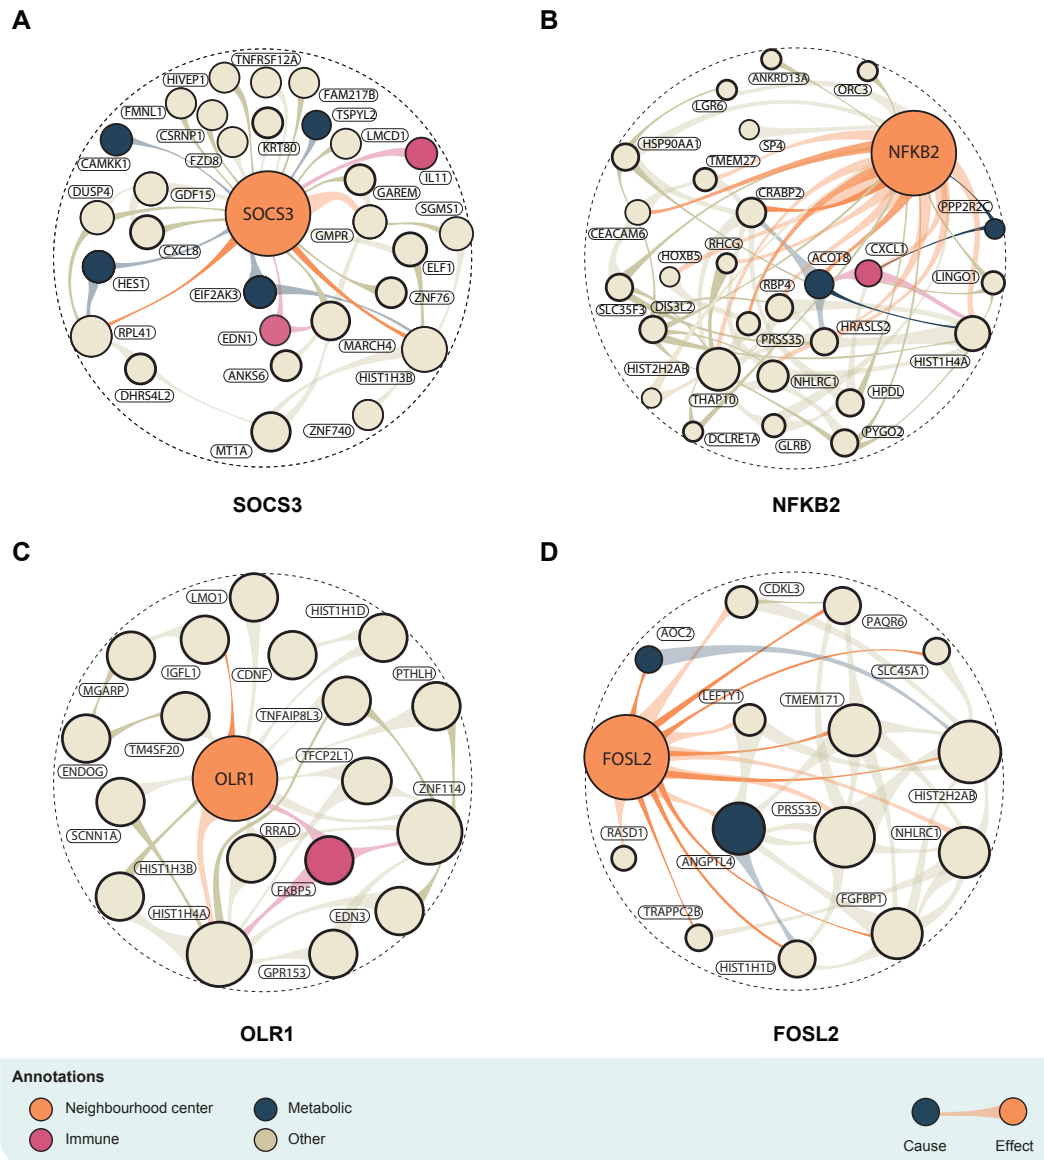 A
TNFRSF12A
HIVEP1
FAM217B
FMNL1
TSPYL2
CSRNP1
LMCD1
KRT80
FZD8
CAMKK1
IL11
DUSP4
GDF15
GAREM
SOCS3
SGMS1
GMPR
CXCL8
ELF1
HES1
EIF2AK3
ZNF76
RPL41
EDN1
MARCH4
ANKS6
HIST1H3B
DHRS4L2
ZNF740
MT1A
SOCS3
B
ANKRD13A
ORC3
LGR6
HSP90AA1
SP4
NFKB2
TMEM27
CRABP2
PPP2R2C
CEACAM6
RHCG
CXCL1
HOXB5
ACOT8
LINGO1
RBP4
SLC35F3
DIS3L2
HRASLS2
PRSS35
HIST1H4A
HIST2H2AB
NHLRC1
HPDL
THAP10
DCLRE1A
GLRB
PYGO2
NFKB2
C
LMO1
HIST1H1D
IGFL1
CDNF
PTHLH
MGARP
TNFAIP8L3
TM4SF20
TFCP2L1
ENDOG
OLR1
ZNF114
SCNN1A
RRAD
HIST1H3B
FKBP5
HIST1H4A
EDN3
GPR153
OLR1
D
CDKL3
PAQR6
AOC2
SLC45A1
LEFTY1
TMEM171
FOSL2
HIST2H2AB
PRSS35
RASD1
NHLRC1
ANGPTL4
FGFBP1
TRAPPC2B
HIST1H1D
FOSL2
Annotations
Neighbourhood center
Metabolic
Immune
Other
Cause
Effect